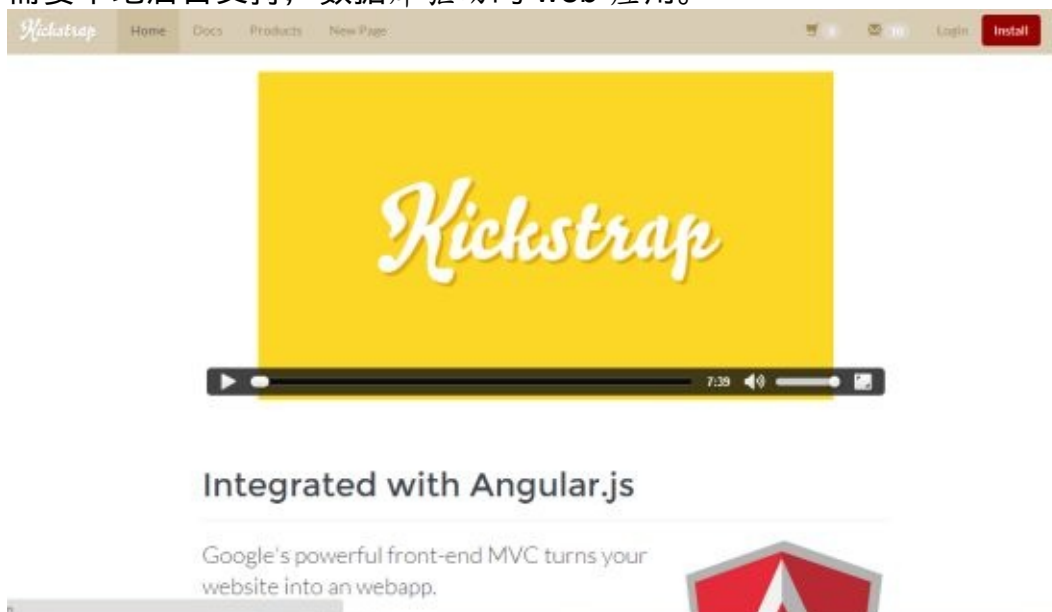 Kickstrap Home Docs Products New Page 10 Login Install
Kickstrap
7:39
Integrated with Angular.js
Google's powerful front-end MVC turns your
website into an webapp.